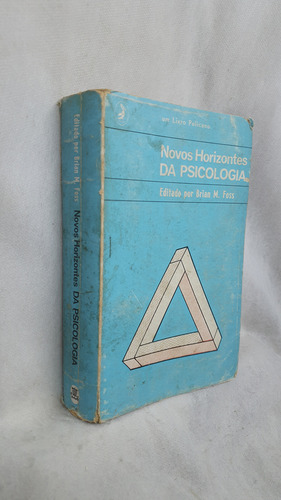 um Livro Pelicano
Novos Horizontes
DA PSICOLOGIA
Editado por Brian M. Foss
Editado por Brian M. Foss
Novos Horizontes DA PSICOLOGIA